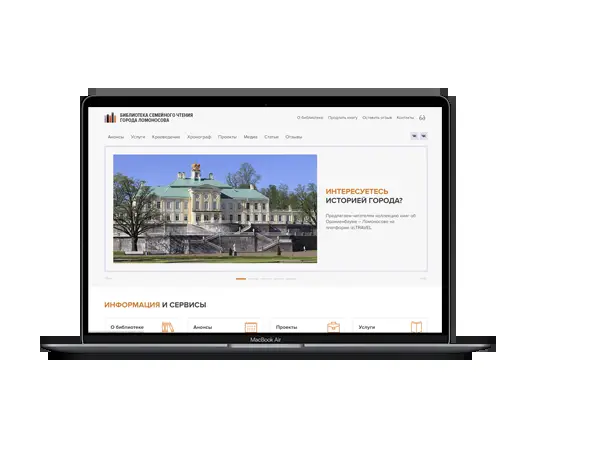 БИБЛИОТЕКА СЕМЕЙНОГО ЧТЕНИЯ
ГОРОДА ЛОМОНОСОВА
О библиотеке Продлить книгу Оставить отзыв Контакты
Анонсы Услуги Краеведение Хронограф Проекты Медиа Статьи Отзывы
ИНТЕРЕСУЕТЕСЬ
ИСТОРИЕЙ ГОРОДА?
Предлагаем читателям коллекцию книг об
Ораниенбауме – Ломоносове на
платформе izi.TRAVEL
ИНФОРМАЦИЯ И СЕРВИСЫ
О библиотеке Анонсы Проекты Услуги
MacBook Air